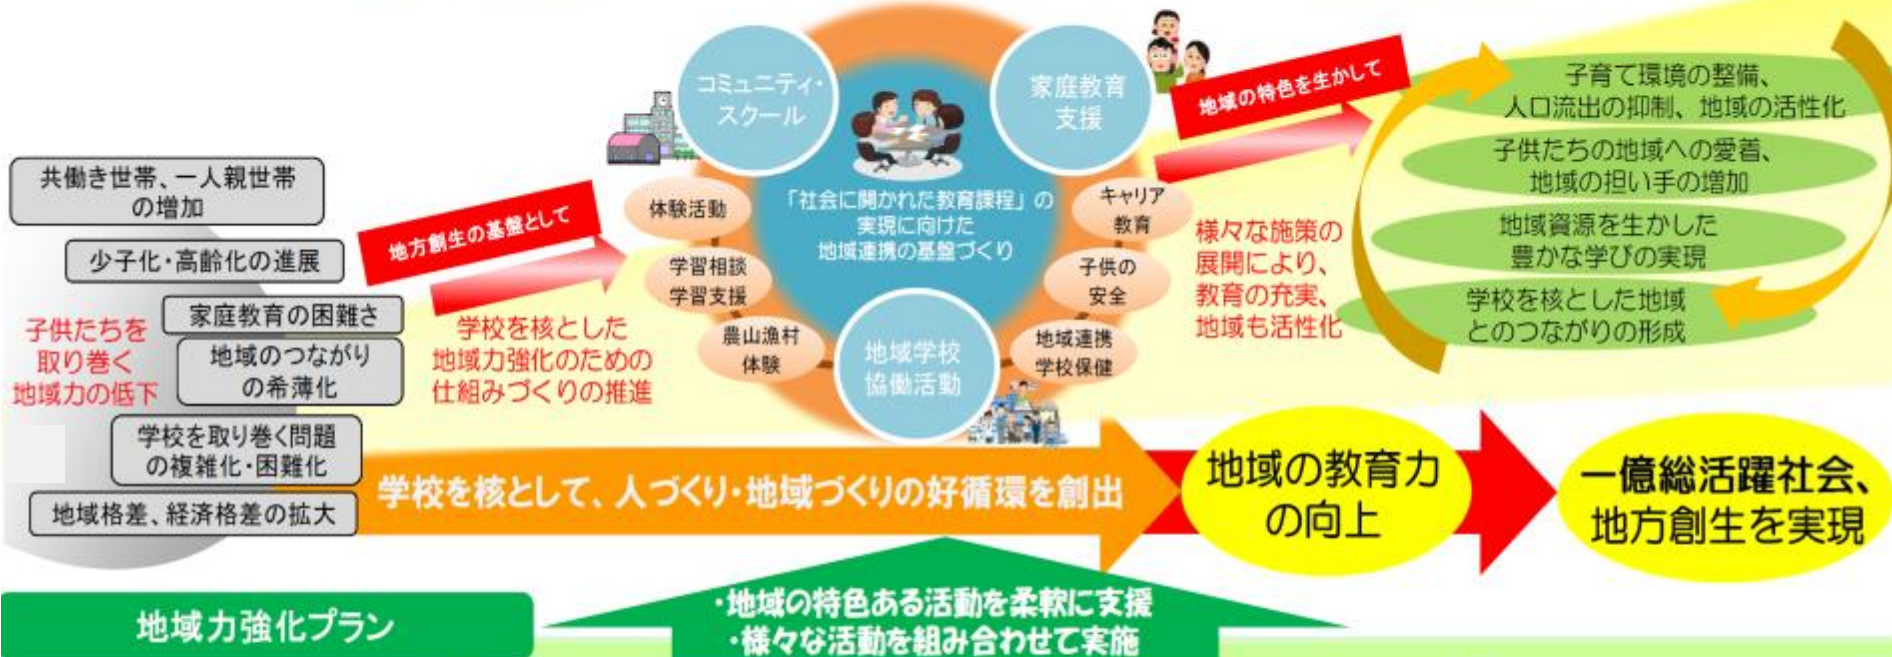 共働き世帯、一人親世帯
の増加
少子化・高齢化の進展
家庭教育の困難さ
地域のつながり
の希薄化
学校を取り巻く問題
の複雑化・困難化
地域格差、経済格差の拡大
子供たちを
取り巻く
地域力の低下
地方創生の基盤として
学校を核とした
地域力強化のための
仕組みづくりの推進
コミュニティ・
スクール
家庭教育
支援
「社会に開かれた教育課程」の
実現に向けた
地域連携の基盤づくり
体験活動
学習相談
学習支援
農山漁村
体験
地域学校
協働活動
キャリア
教育
子供の
安全
地域連携
学校保健
地域の特色を生かして
様々な施策の
展開により、
教育の充実、
地域も活性化
子育て環境の整備、
人口流出の抑制、地域の活性化
子供たちの地域への愛着、
地域の担い手の増加
地域資源を生かした
豊かな学びの実現
学校を核とした地域
とのつながりの形成
学校を核として、人づくり・地域づくりの好循環を創出
地域の教育力
の向上
一億総活躍社会、
地方創生を実現
地域力強化プラン
・地域の特色ある活動を柔軟に支援
・様々な活動を組み合わせて実施